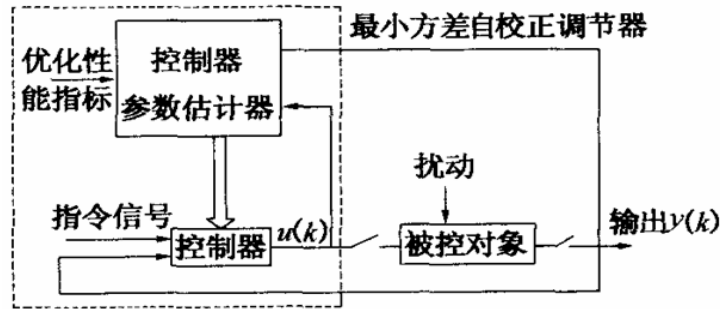 最小方差自校正调节器
优化性
能指标
控制器
参数估计器
扰动
指令信号
控制器
u(k)
被控对象
输出y(k)